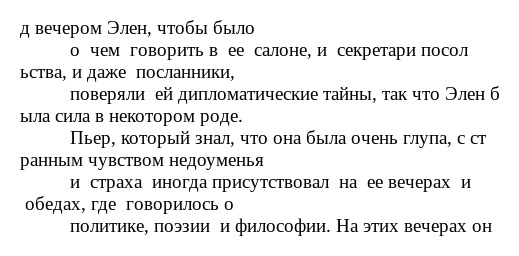 д вечером Элен, чтобы было
о чем говорить в ее салоне, и секретари посол
ьства, и даже посланники,
поверяли ей дипломатические тайны, так что Элен б
ыла сила в некотором роде.
Пьер, который знал, что она была очень глупа, с ст
ранным чувством недоуменья
и страха иногда присутствовал на ее вечерах и
обедах, где говорилось о
политике, поэзии и философии. На этих вечерах он